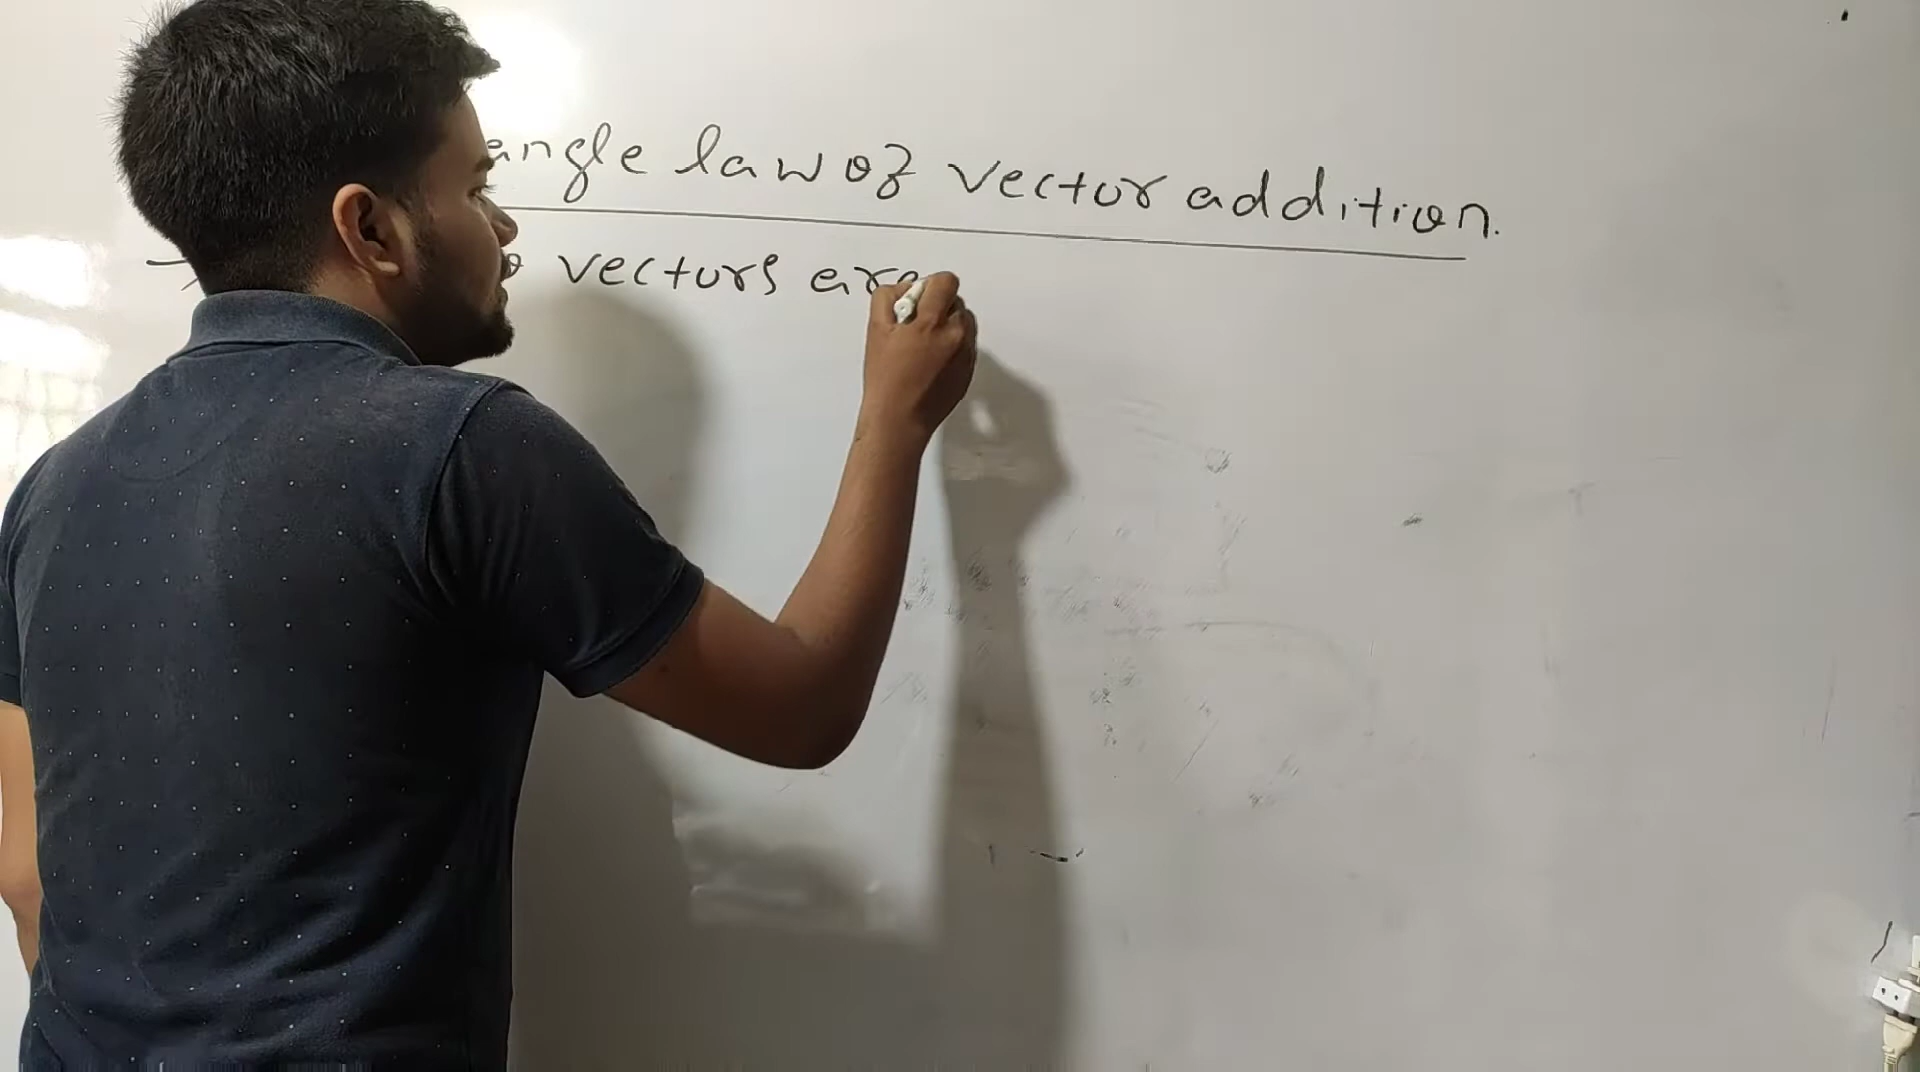 angle law of vector addition.
vectors are